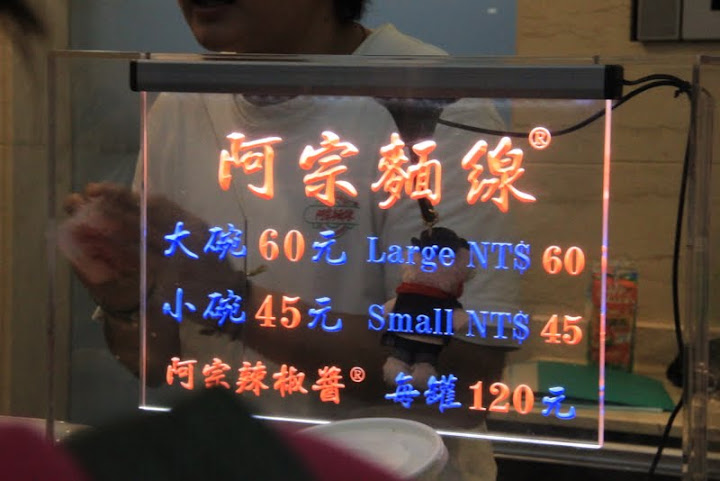 阿宗麵線®
大碗60元 Large NT$ 60
小碗45元 Small NT$ 45
阿宗辣椒醬® 每罐120元